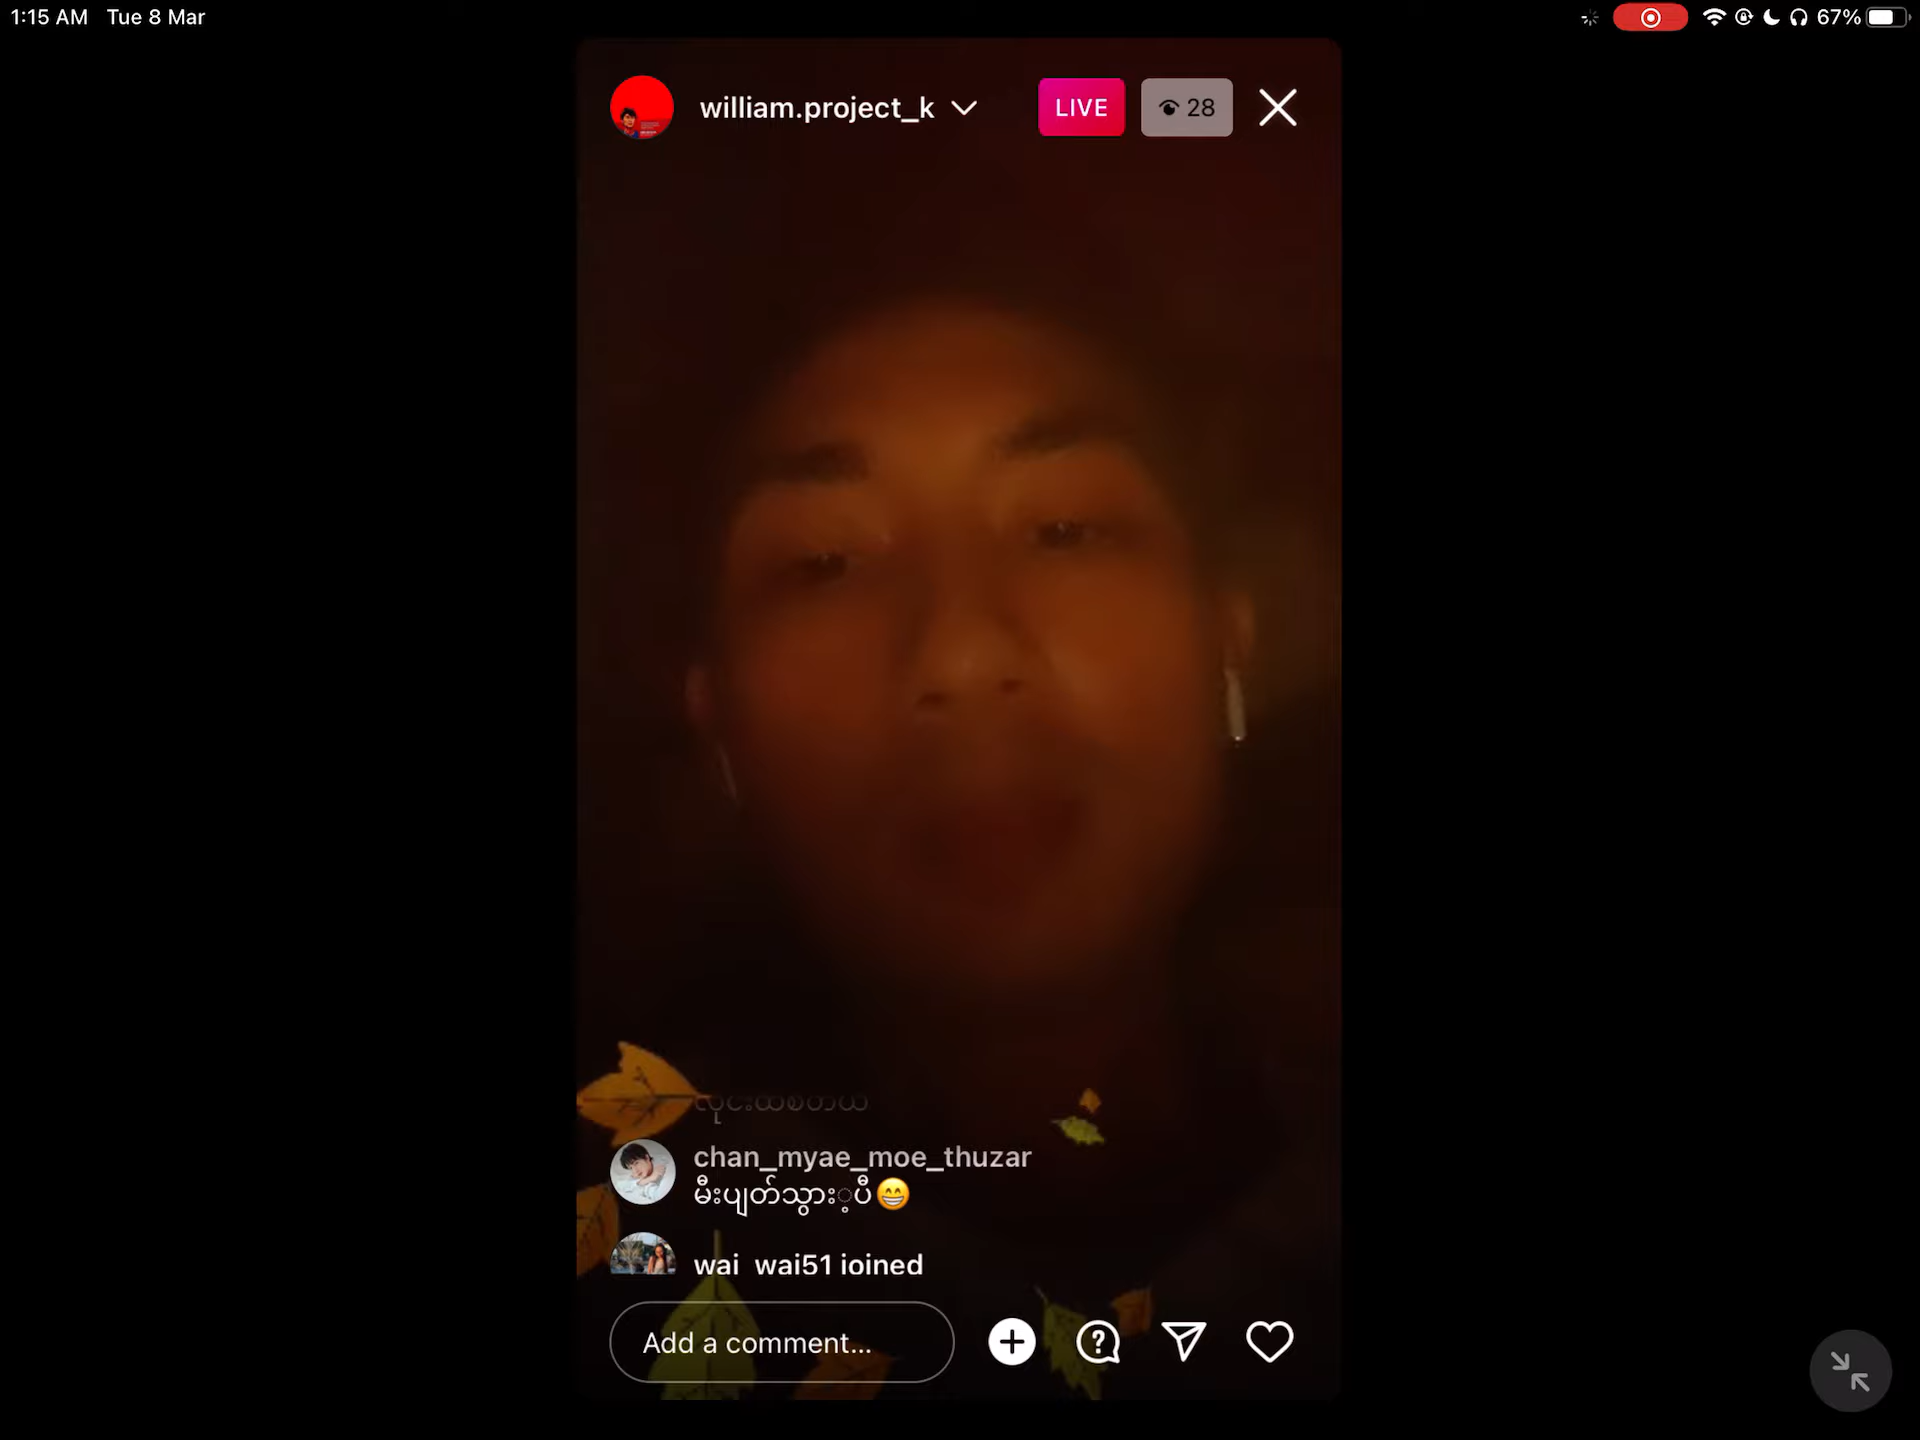 1:15 AM Tue 8 Mar
67%
william.project_k
LIVE
28
chan_myae_moe_thuzar
မီးပျတ်သွား့ပီ😁
wai_wai51 joined
Add a comment...